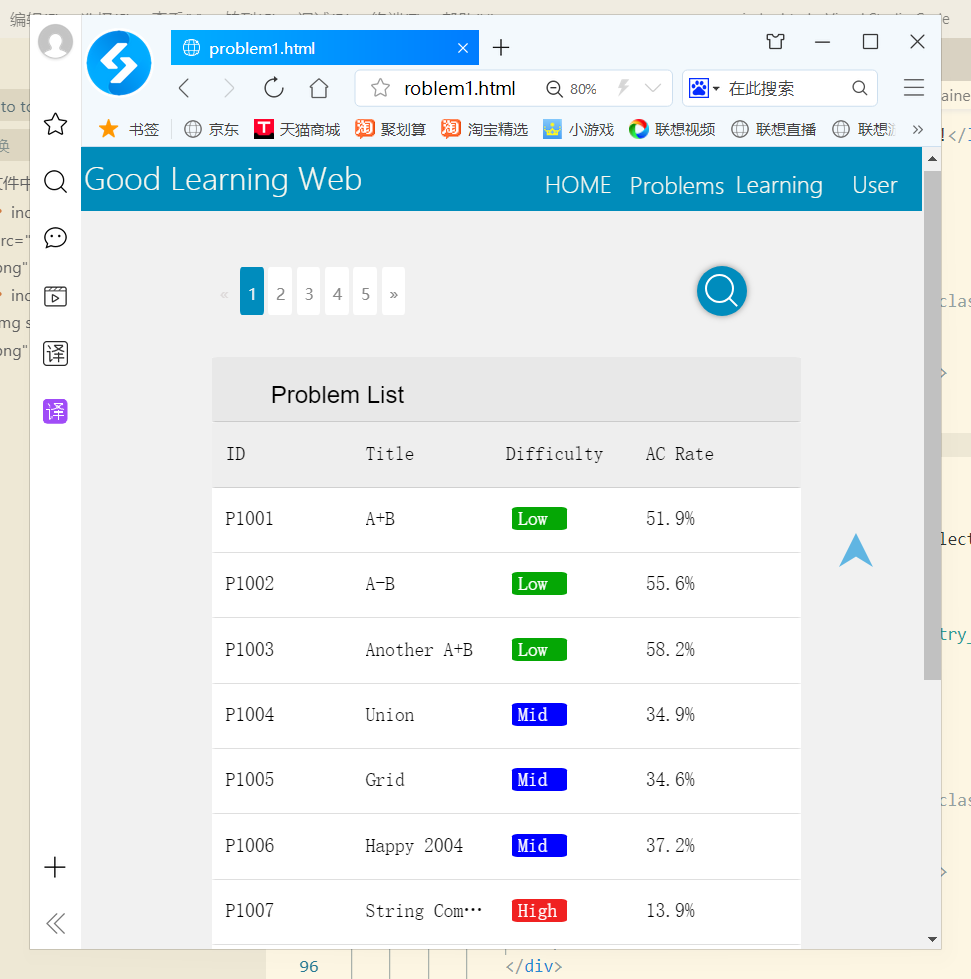 problem1.html
roblem1.html 80% 在此搜索
书签 京东 天猫商城 聚划算 淘宝精选 小游戏 联想视频 联想直播 联想
Good Learning Web HOME Problems Learning User
« 1 2 3 4 5 »
译
译
Problem List
ID Title Difficulty AC Rate
P1001 A+B Low 51.9%
P1002 A-B Low 55.6%
P1003 Another A+B Low 58.2%
P1004 Union Mid 34.9%
P1005 Grid Mid 34.6%
P1006 Happy 2004 Mid 37.2%
P1007 String Com… High 13.9%
96 </div>